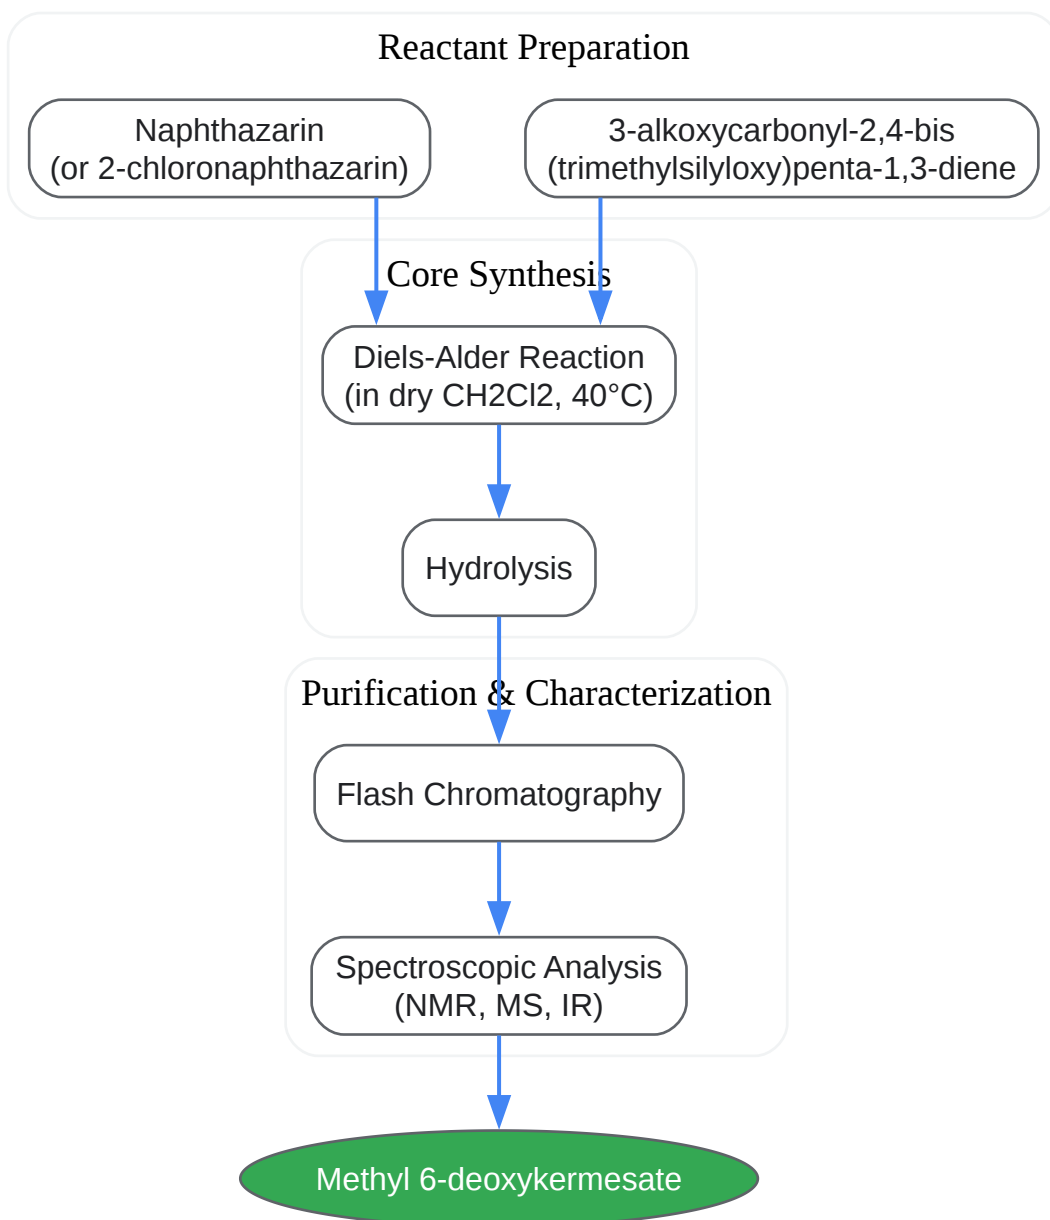 Reactant Preparation
Naphthazarin
(or 2-chloronaphthazarin)
3-alkoxycarbonyl-2,4-bis
(trimethylsilyloxy)penta-1,3-diene
Core Synthesis
Diels-Alder Reaction
(in dry CH2Cl2, 40°C)
Hydrolysis
Purification & Characterization
Flash Chromatography
Spectroscopic Analysis
(NMR, MS, IR)
Methyl 6-deoxykermesate